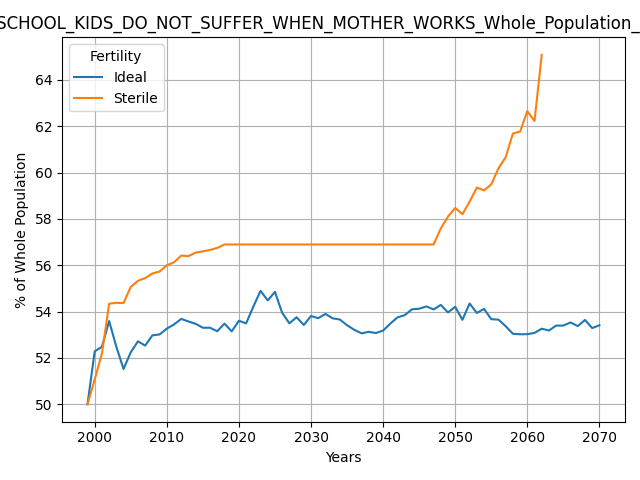 SCHOOL_KIDS_DO_NOT_SUFFER_WHEN_MOTHER_WORKS_Whole_Population_
Fertility
Ideal
Sterile
% of Whole Population
64
62
60
58
56
54
52
50
2000 2010 2020 2030 2040 2050 2060 2070
Years